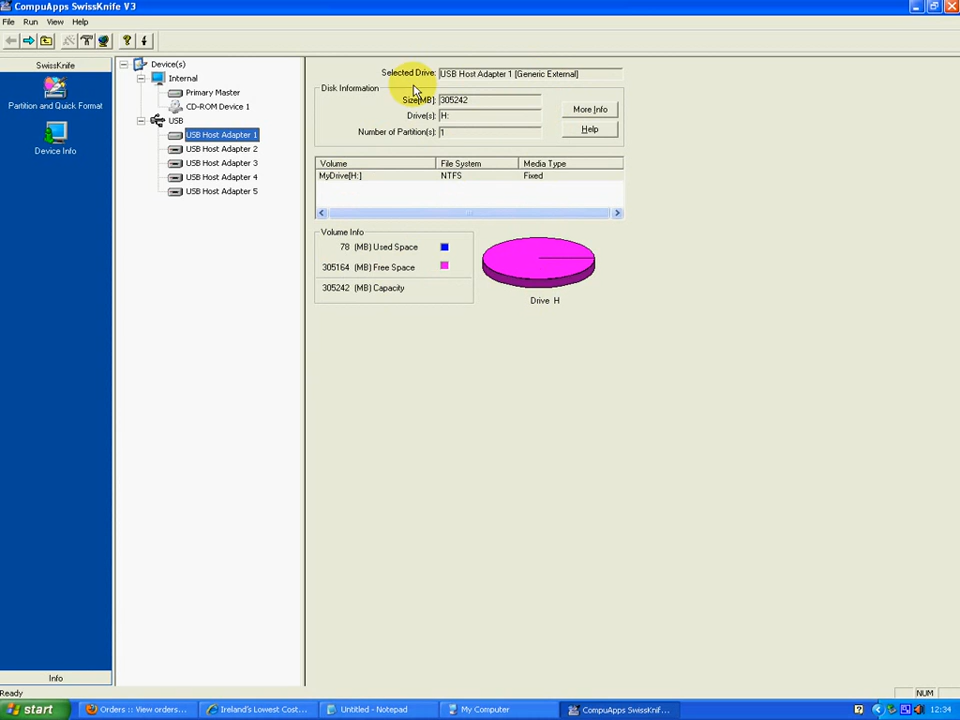 CompuApps SwissKnife V3
File Run View Help
SwissKnife
Partition and Quick Format
Device Info
Info
Device(s)
Internal
Primary Master
CD-ROM Device 1
USB
USB Host Adapter 1
USB Host Adapter 2
USB Host Adapter 3
USB Host Adapter 4
USB Host Adapter 5
Selected Drive: USB Host Adapter 1 [Generic External]
Disk Information
Size[MB]: 305242
Drive(s): H:
Number of Partition(s): 1
More Info
Help
Volume File System Media Type
MyDrive[H:] NTFS Fixed
Volume Info
78 (MB) Used Space
305164 (MB) Free Space
305242 (MB) Capacity
Drive H
Ready
NUM
start
Orders :: View orders...
Ireland's Lowest Cost...
Untitled - Notepad
My Computer
CompuApps SwissKnif...
12:34